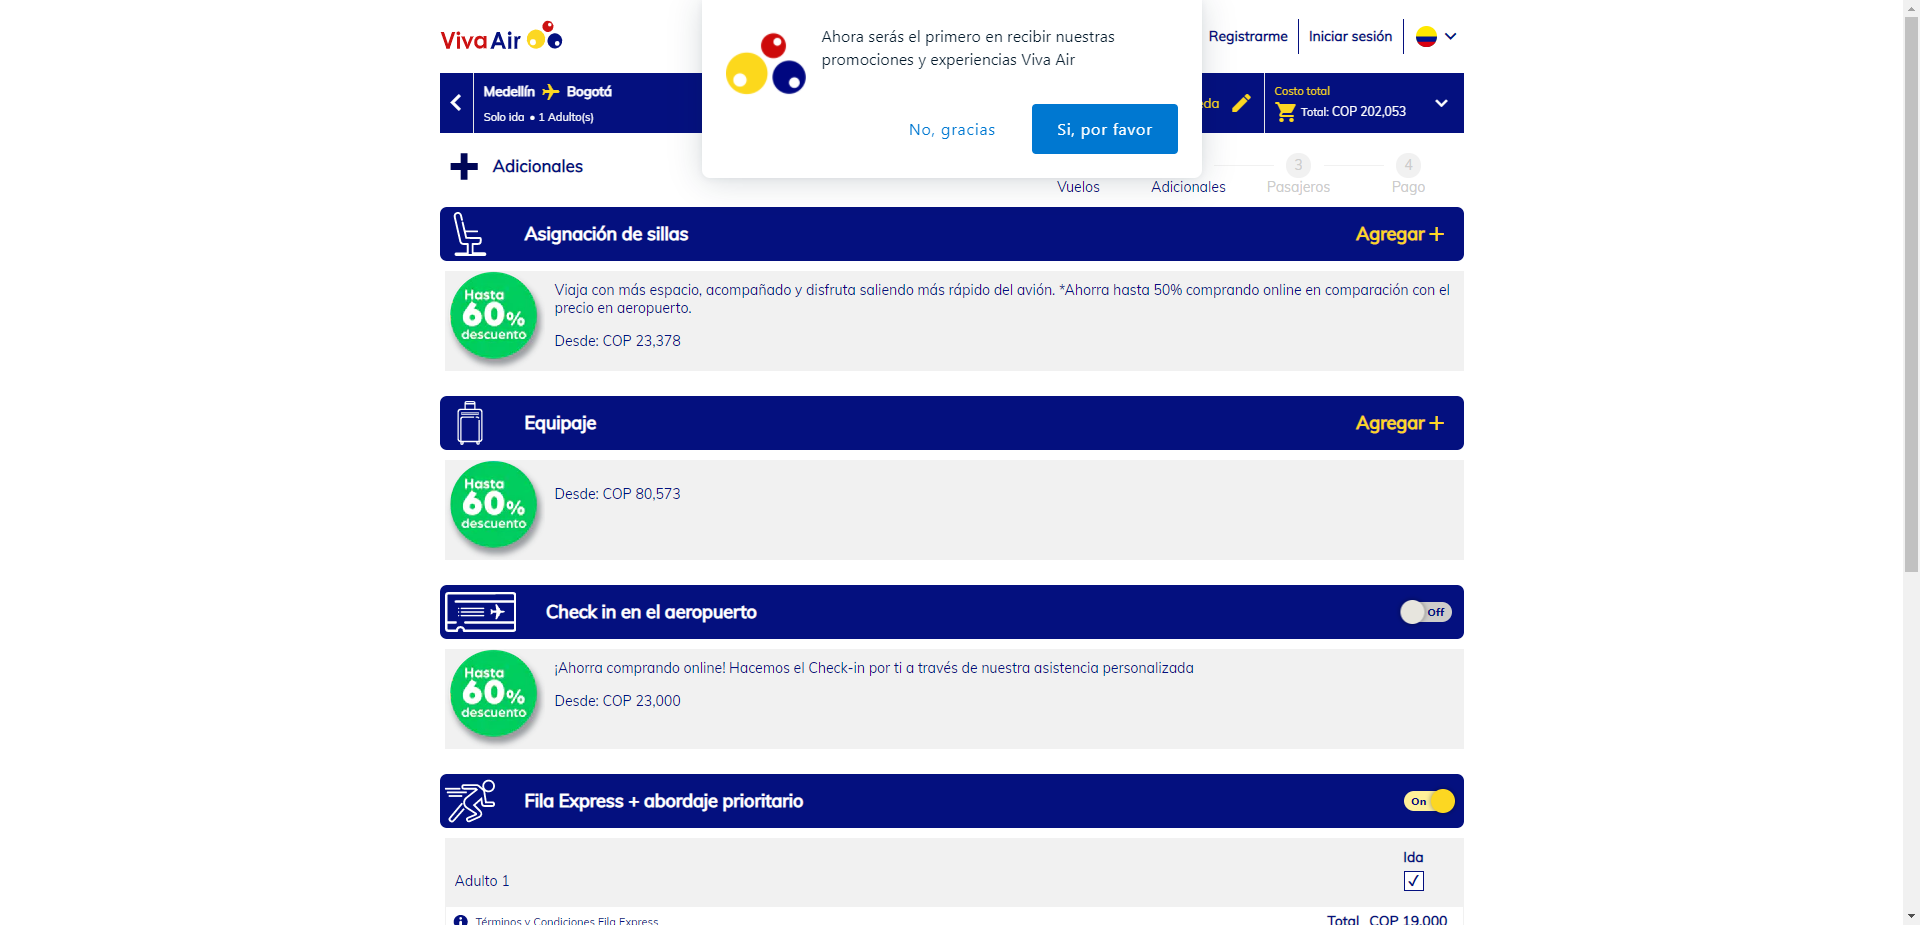 Viva Air
Ahora serás el primero en recibir nuestras
promociones y experiencias Viva Air
No, gracias
Si, por favor
Registrarme
Iniciar sesión
Medellín Bogotá
Solo ida • 1 Adulto(s)
Costo total
Total: COP 202,053
Adicionales
3
4
Vuelos
Adicionales
Pasajeros
Pago
Asignación de sillas
Agregar +
Hasta
60%
descuento
Viaja con más espacio, acompañado y disfruta saliendo más rápido del avión. *Ahorra hasta 50% comprando online en comparación con el
precio en aeropuerto.
Desde: COP 23,378
Equipaje
Agregar +
Hasta
60%
descuento
Desde: COP 80,573
Check in en el aeropuerto
Off
Hasta
60%
descuento
¡Ahorra comprando online! Hacemos el Check-in por ti a través de nuestra asistencia personalizada
Desde: COP 23,000
Fila Express + abordaje prioritario
On
Ida
Adulto 1
Términos y Condiciones Fila Express
Total COP 19,000